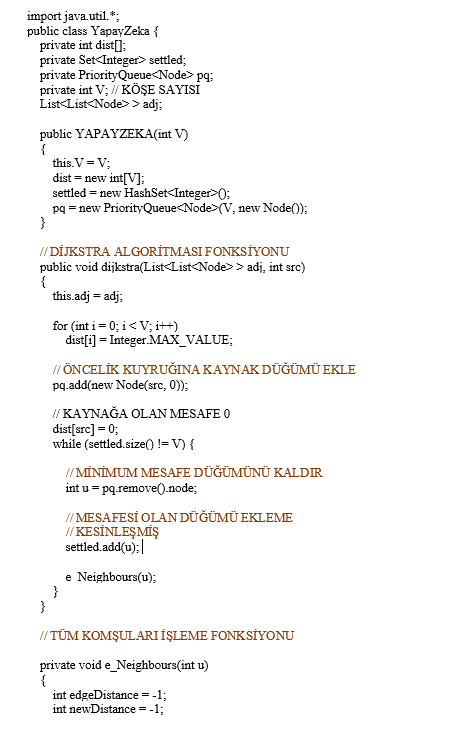 import java.util.*;
public class YapayZeka {
private int dist[];
private Set<Integer> settled;
private PriorityQueue<Node> pq;
private int V; // KÖŞE SAYISI
List<List<Node> > adj;
public YAPAYZEKA(int V)
{
this.V = V;
dist = new int[V];
settled = new HashSet<Integer>();
pq = new PriorityQueue<Node>(V, new Node());
}
// DİJKSTRA ALGORİTMASI FONKSİYONU
public void dijkstra(List<List<Node> > adj, int src)
{
this.adj = adj;
for (int i = 0; i < V; i++)
dist[i] = Integer.MAX_VALUE;
// ÖNCELİK KUYRUĞINA KAYNAK DÜĞÜMÜ EKLE
pq.add(new Node(src, 0));
// KAYNAĞA OLAN MESAFE 0
dist[src] = 0;
while (settled.size() != V) {
// MİNİMUM MESAFE DÜĞÜMÜNÜ KALDIR
int u = pq.remove().node;
// MESAFESİ OLAN DÜĞÜMÜ EKLEME
// KESİNLEŞMİŞ
settled.add(u);
e_Neighbours(u);
}
}
// TÜM KOMŞULARI İŞLEME FONKSİYONU
private void e_Neighbours(int u)
{
int edgeDistance = -1;
int newDistance = -1;